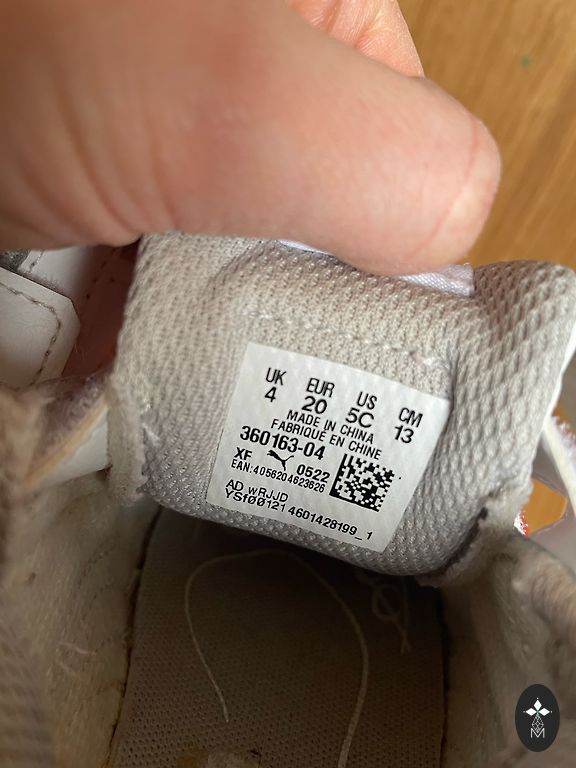 UK EUR US CM
4 20 5C 13
MADE IN CHINA
FABRIQUE EN CHINE
360163-04
XF 0522
EAN:4056204623626
AD wRJJD
YSf00121 4601428199_1
M